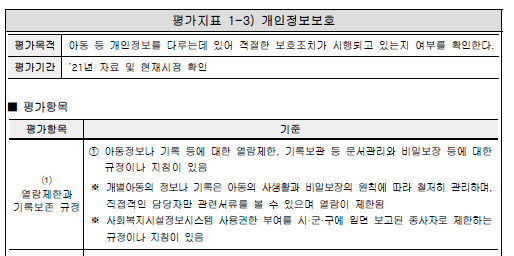 평가지표 1-3) 개인정보보호
평가목적 아동 등 개인정보를 다루는데 있어 적절한 보호조치가 시행되고 있는지 여부를 확인한다.
평가기간 '21년 자료 및 현재시점 확인
■ 평가항목
평가항목 기준
(1)
열람제한과
기록보존 규정
① 아동정보나 기록 등에 대한 열람제한, 기록보관 등 문서관리와 비밀보장 등에 대한
규정이나 지침이 있음
※ 개별아동의 정보나 기록은 아동의 사생활과 비밀보장의 원칙에 따라 철저히 관리하며,
직접적인 담당자만 관련서류를 볼 수 있으며 열람이 제한됨
※ 사회복지시설정보시스템 사용권한 부여를 시·군·구에 임면 보고된 종사자로 제한하는
규정이나 지침이 있음